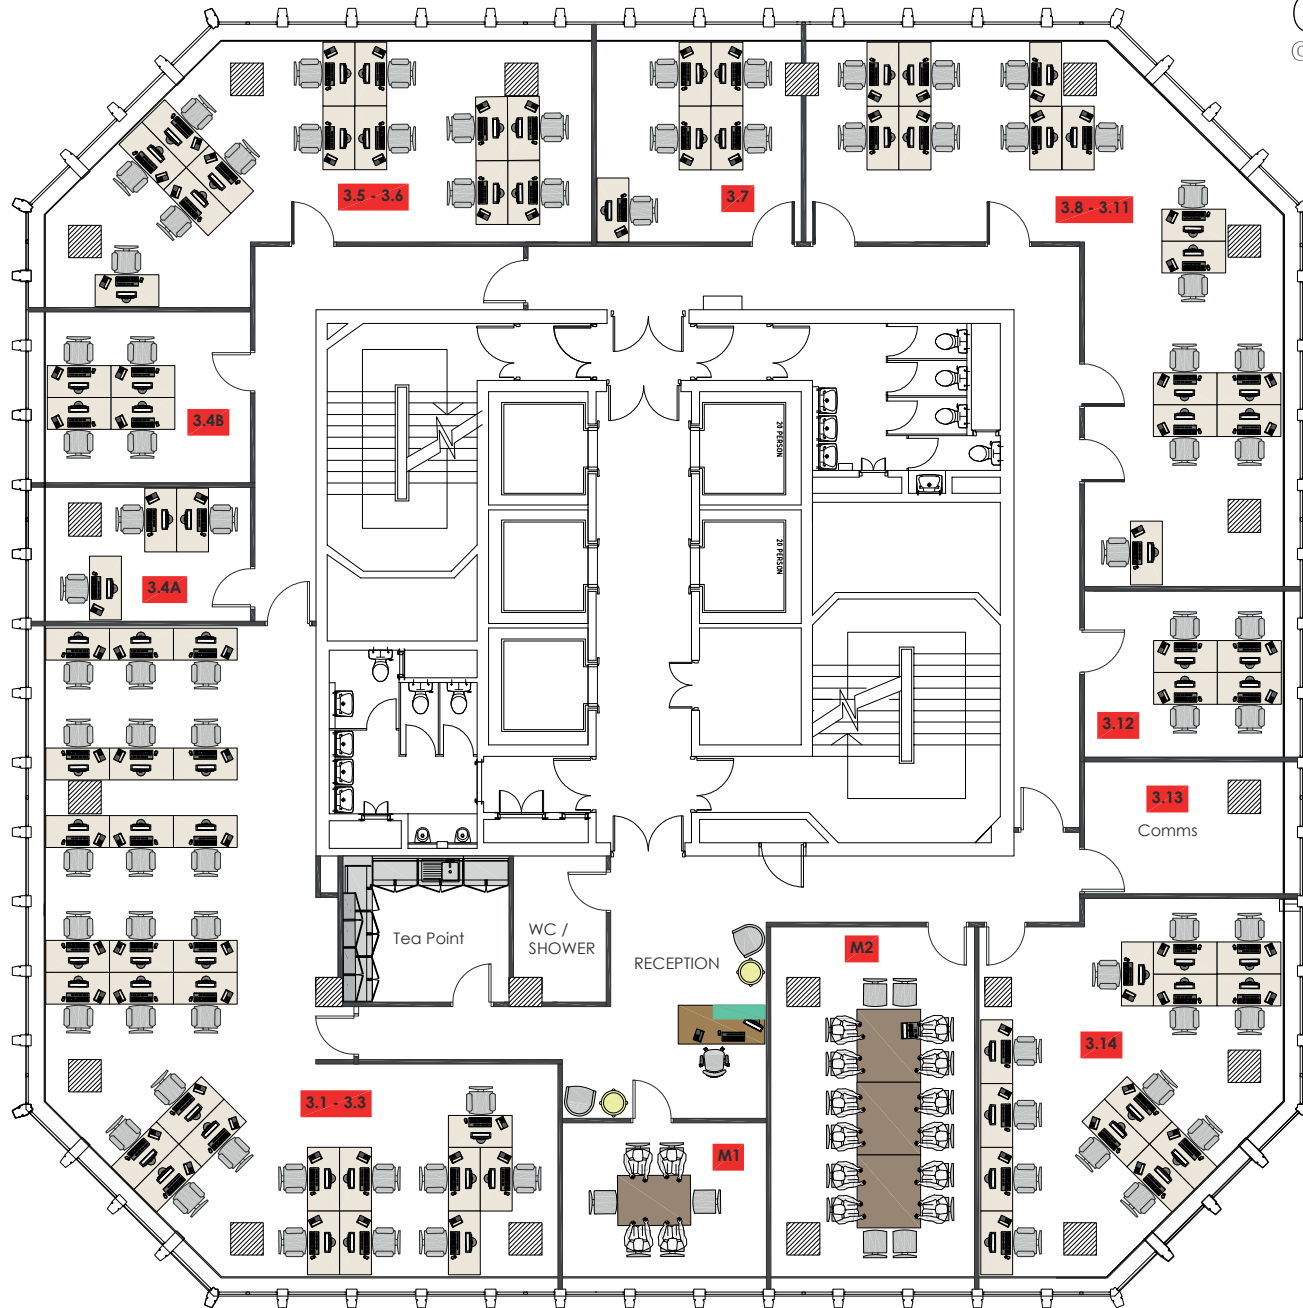 3.5 - 3.6
3.7
3.8 - 3.11
3.4B
20 PERSON
20 PERSON
3.4A
3.12
3.13
Comms
Tea Point
WC /
SHOWER
RECEPTION
M2
3.14
3.1 - 3.3
M1